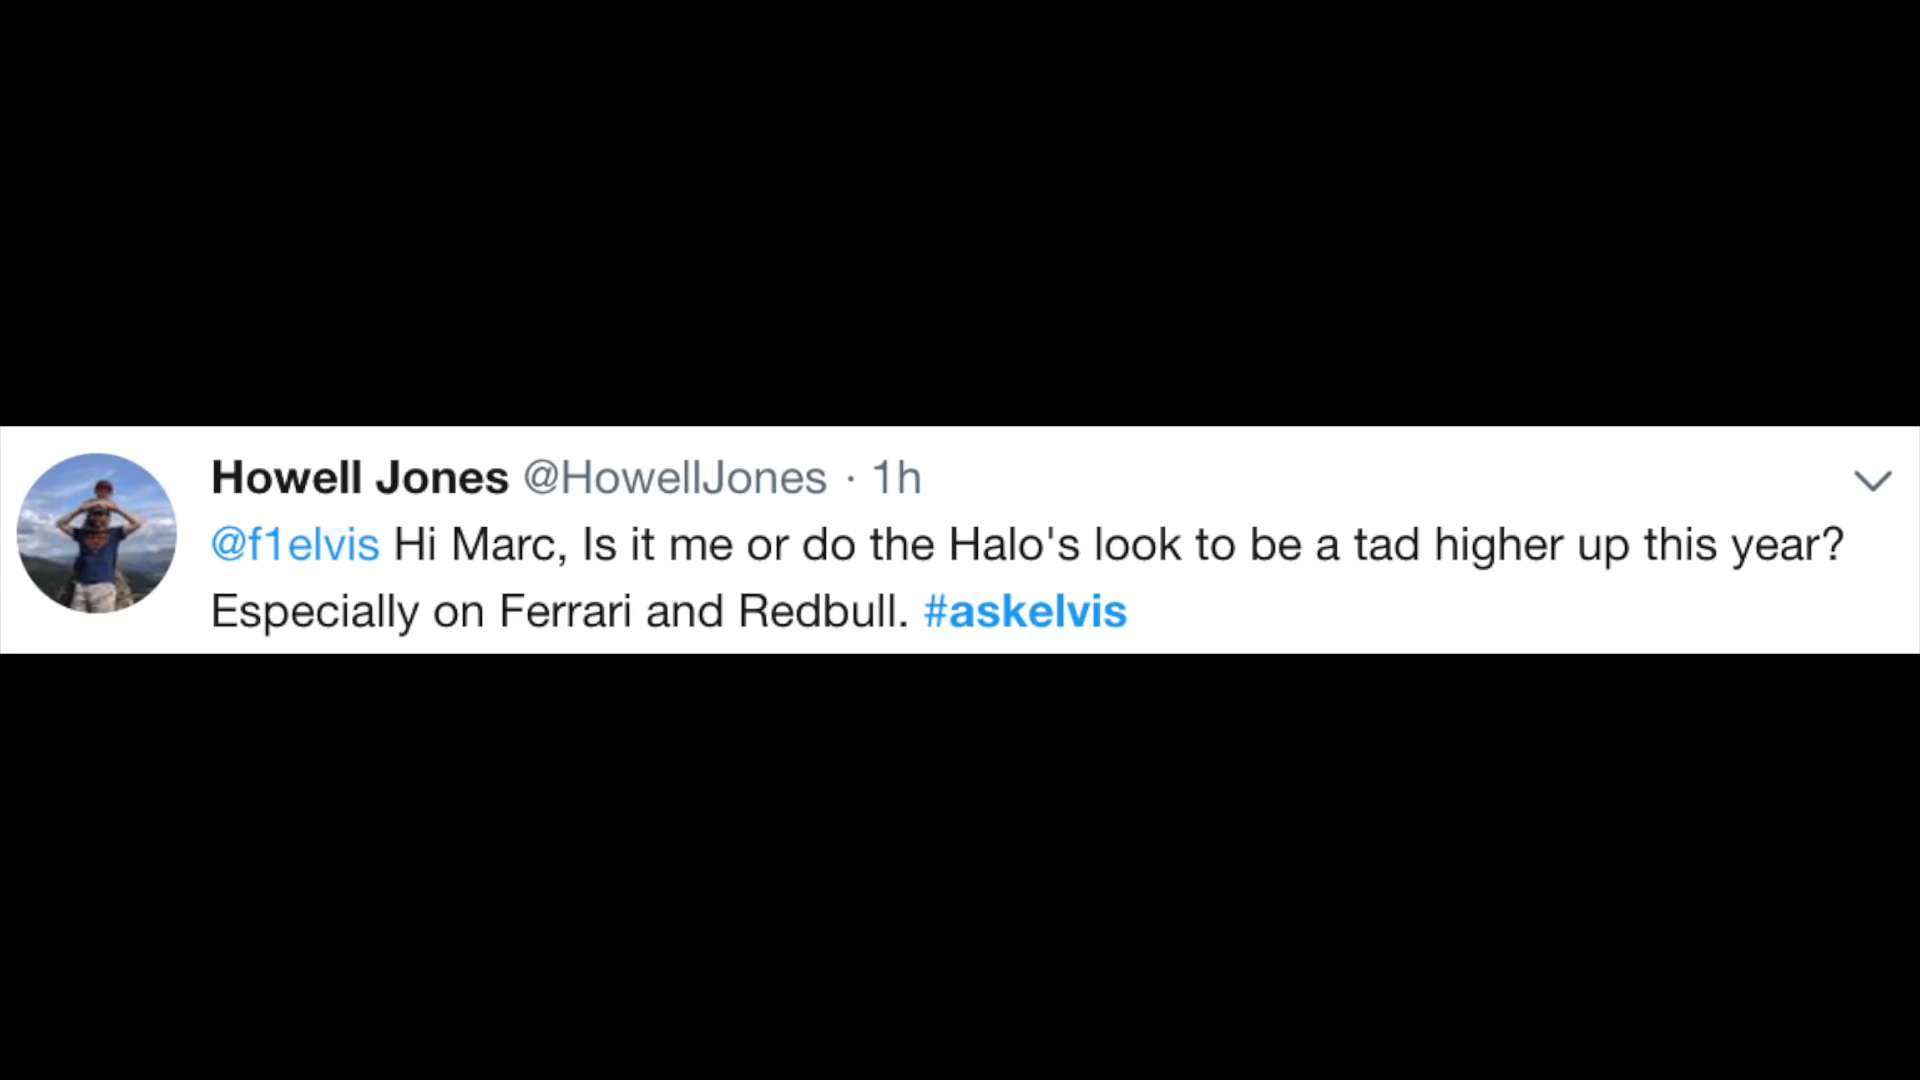 Howell Jones @HowellJones · 1h
@f1elvis Hi Marc, Is it me or do the Halo's look to be a tad higher up this year?
Especially on Ferrari and Redbull. #askelvis